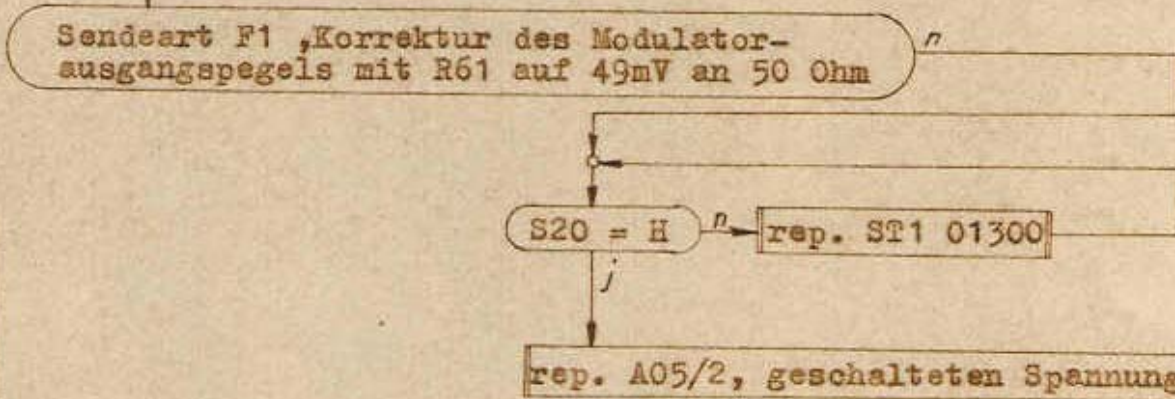 Sendeart F1 ,Korrektur des Modulator-
ausgangspegels mit R61 auf 49mV an 50 Ohm
n
S20 = H
n
rep. ST1 01300
j
rep. A05/2, geschalteten Spannung